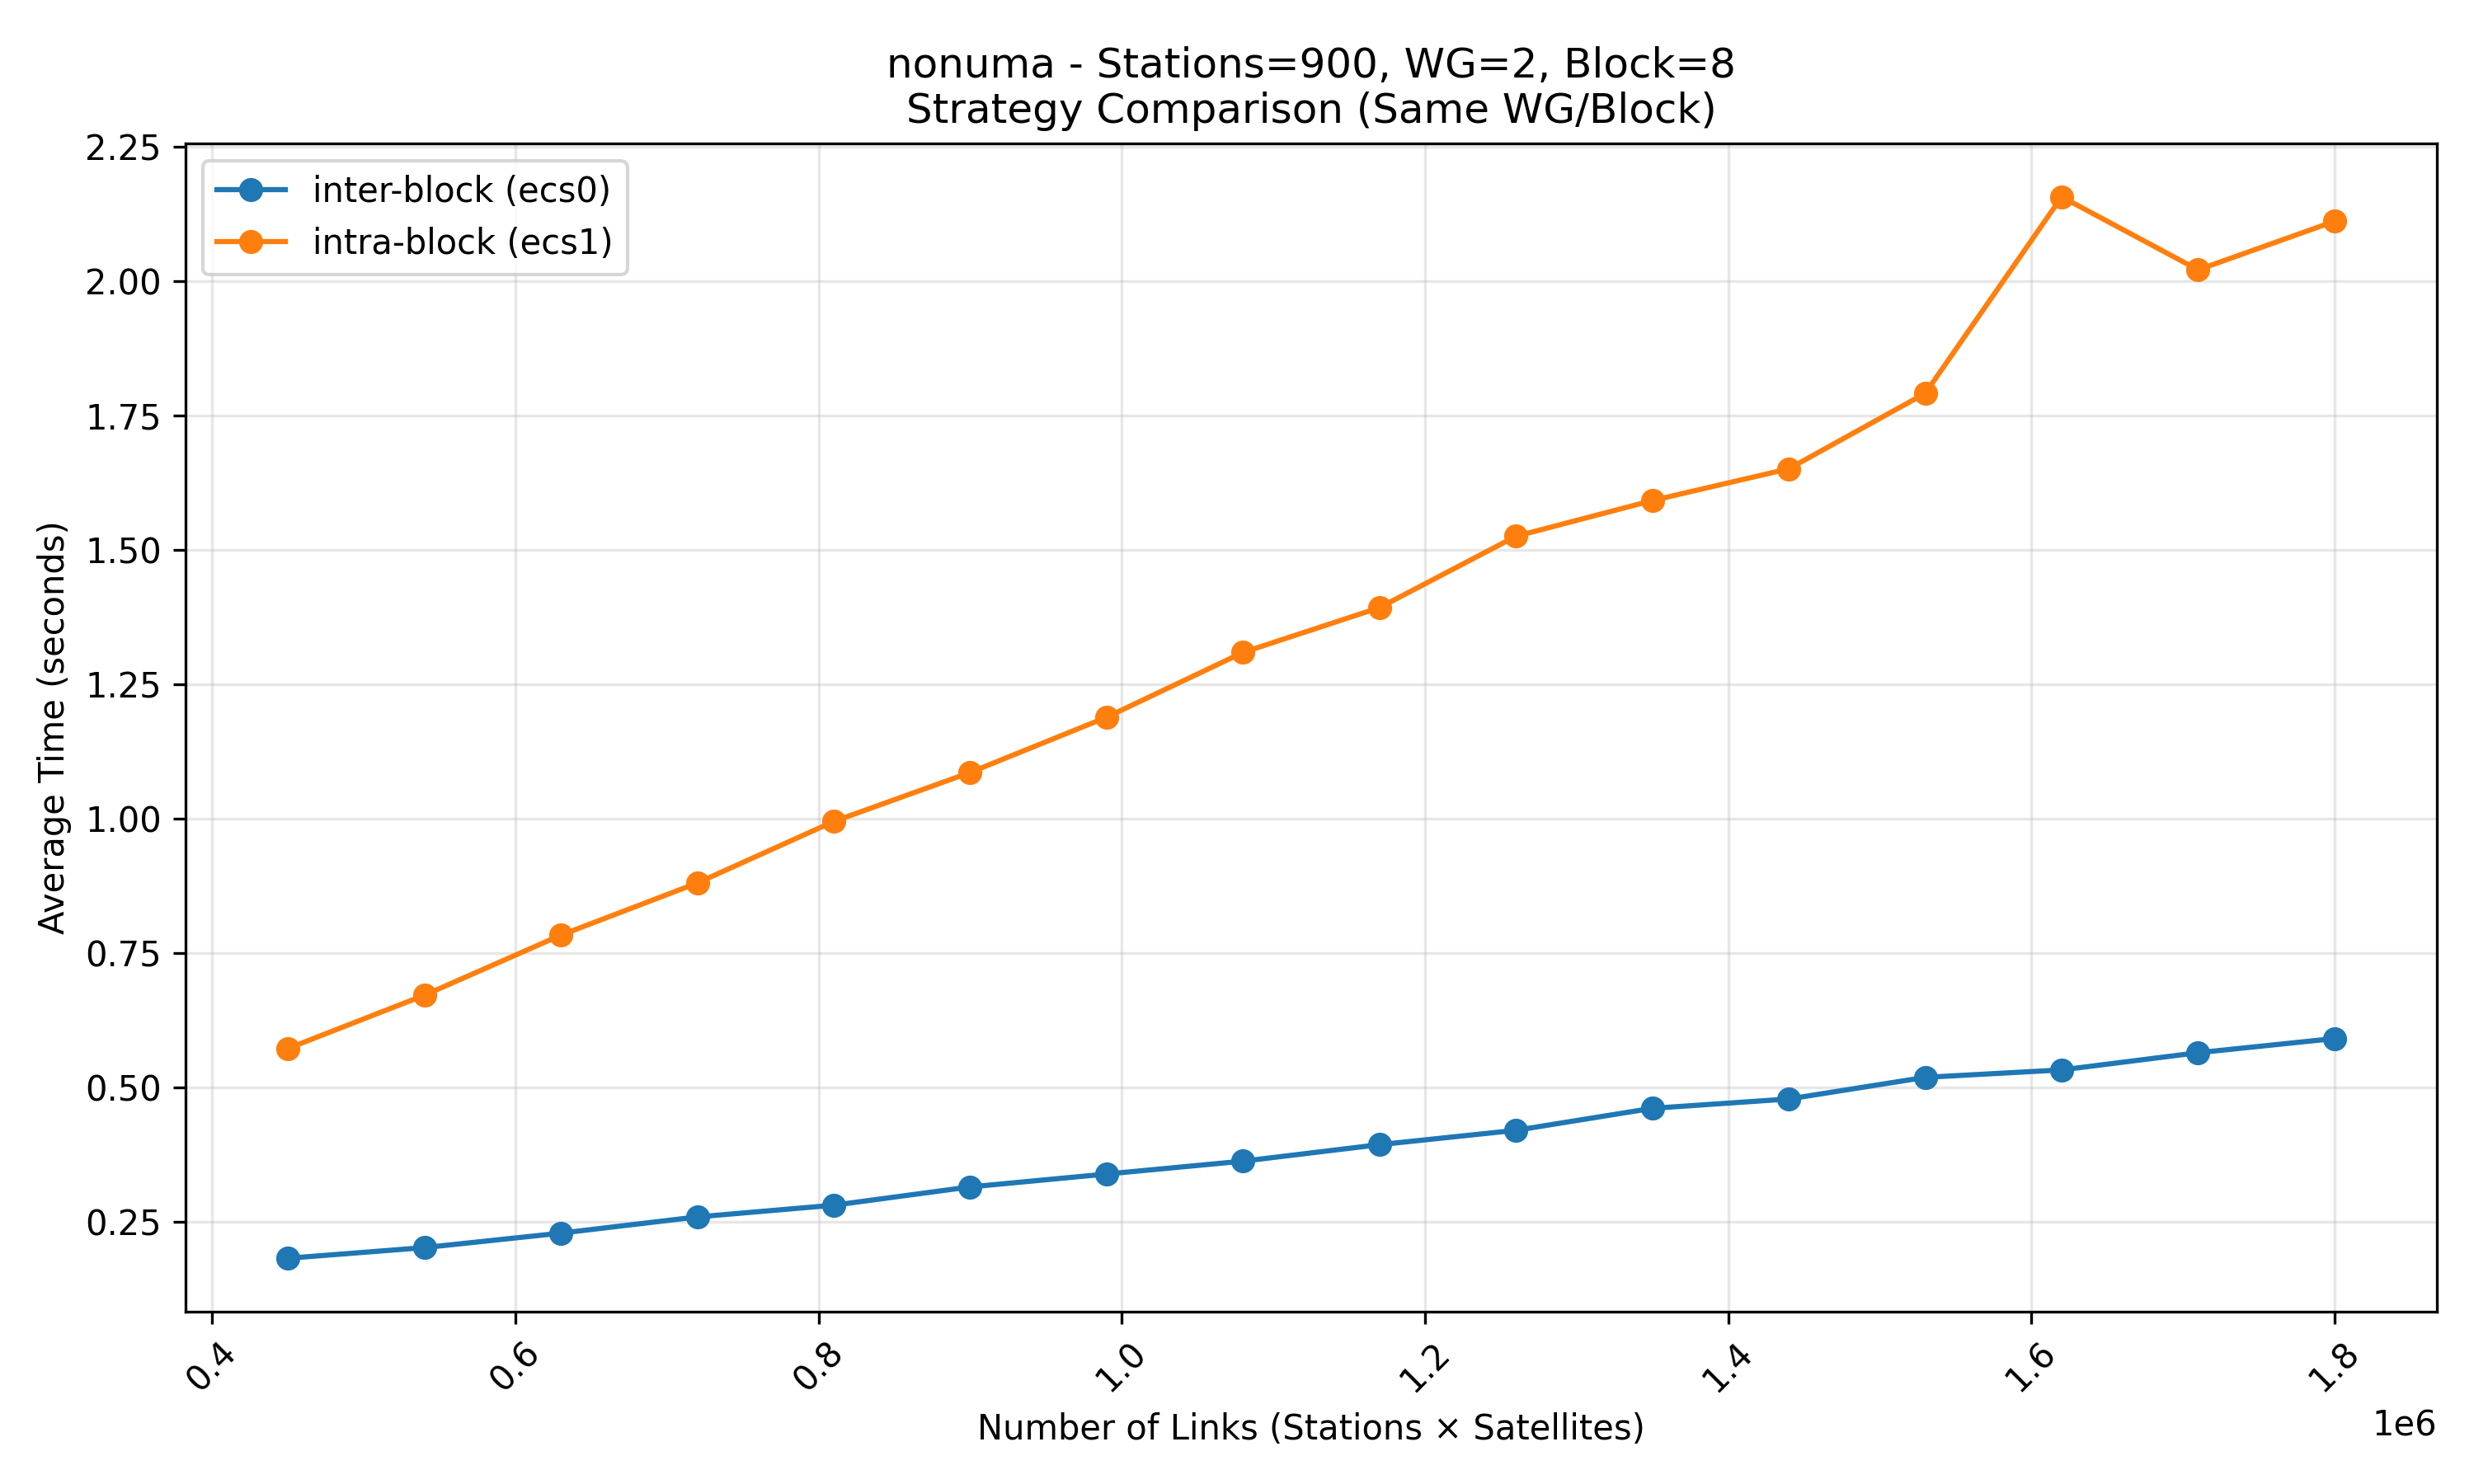 nonuma - Stations=900, WG=2, Block=8
Strategy Comparison (Same WG/Block)
inter-block (ecs0)
intra-block (ecs1)
Average Time (seconds)
2.25
2.00
1.75
1.50
1.25
1.00
0.75
0.50
0.25
0.4
0.6
0.8
1.0
1.2
1.4
1.6
1.8
1e6
Number of Links (Stations × Satellites)